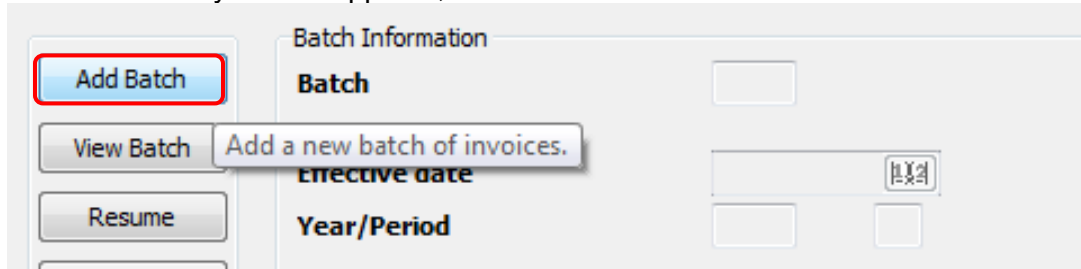 Batch Information
Add Batch
Batch
View Batch
Add a new batch of invoices.
Effective date
Resume
Year/Period